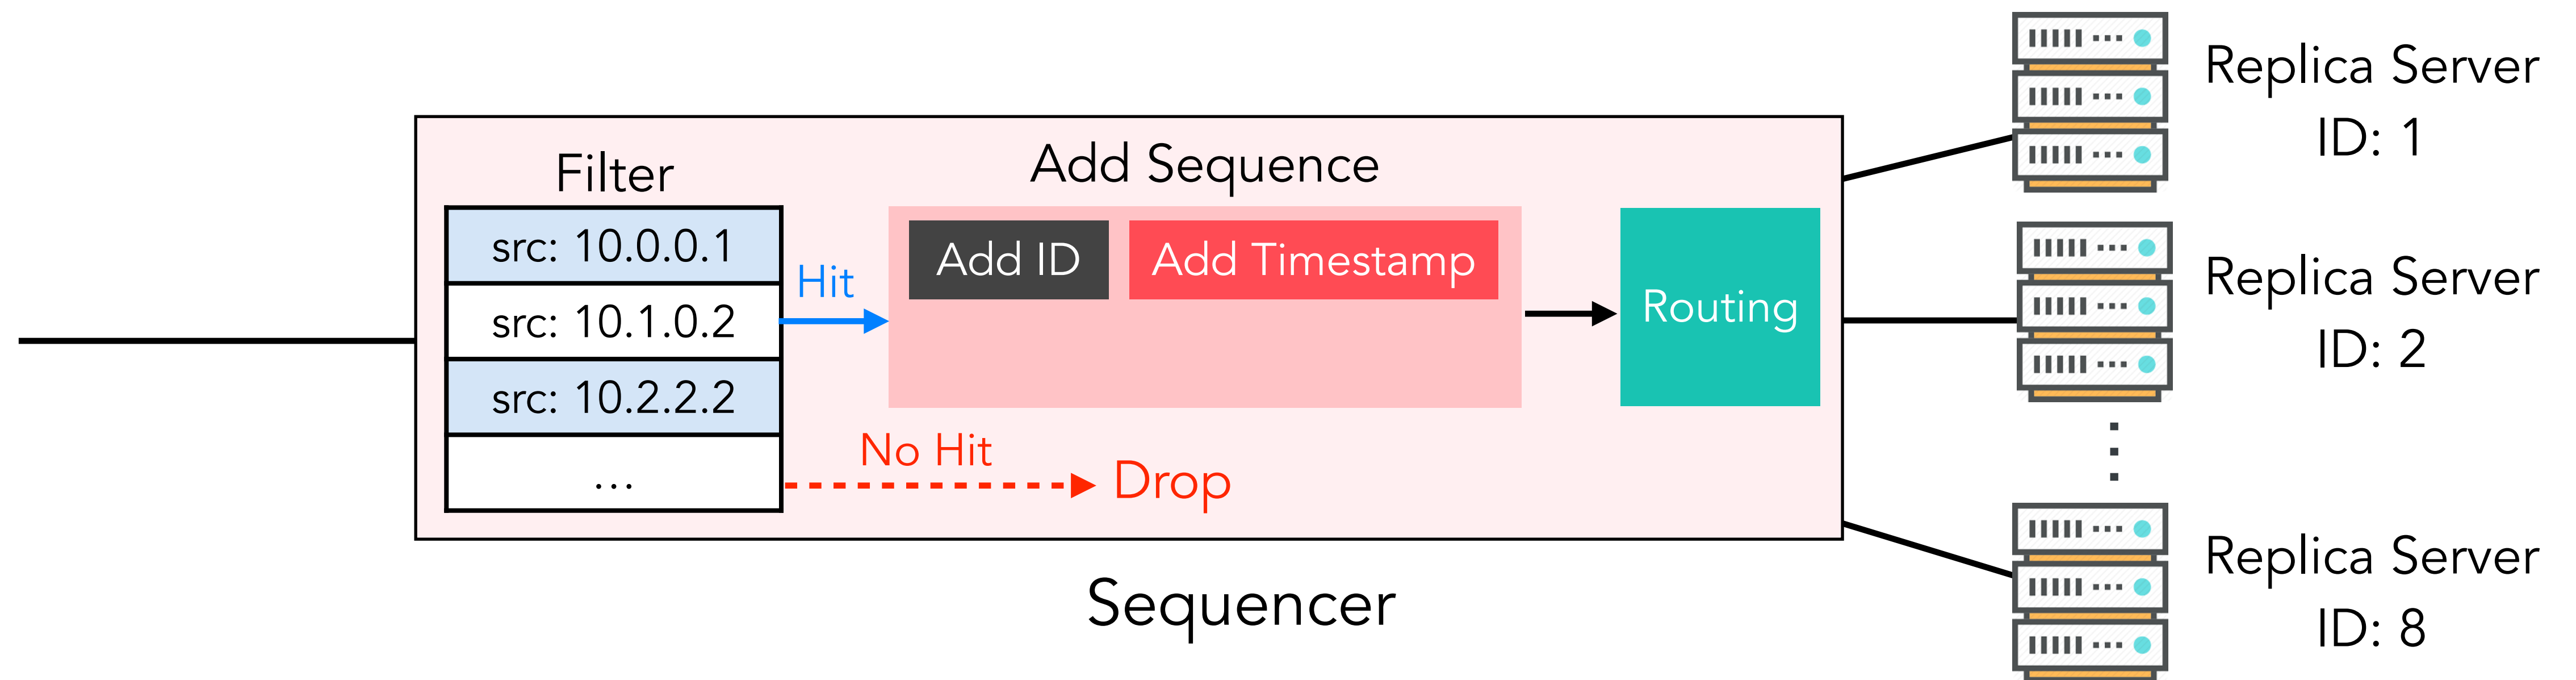 Filter
src: 10.0.0.1
src: 10.1.0.2
src: 10.2.2.2
...
Hit
No Hit
Drop
Add Sequence
Add ID
Add Timestamp
Routing
Sequencer
Replica Server
ID: 1
Replica Server
ID: 2
Replica Server
ID: 8